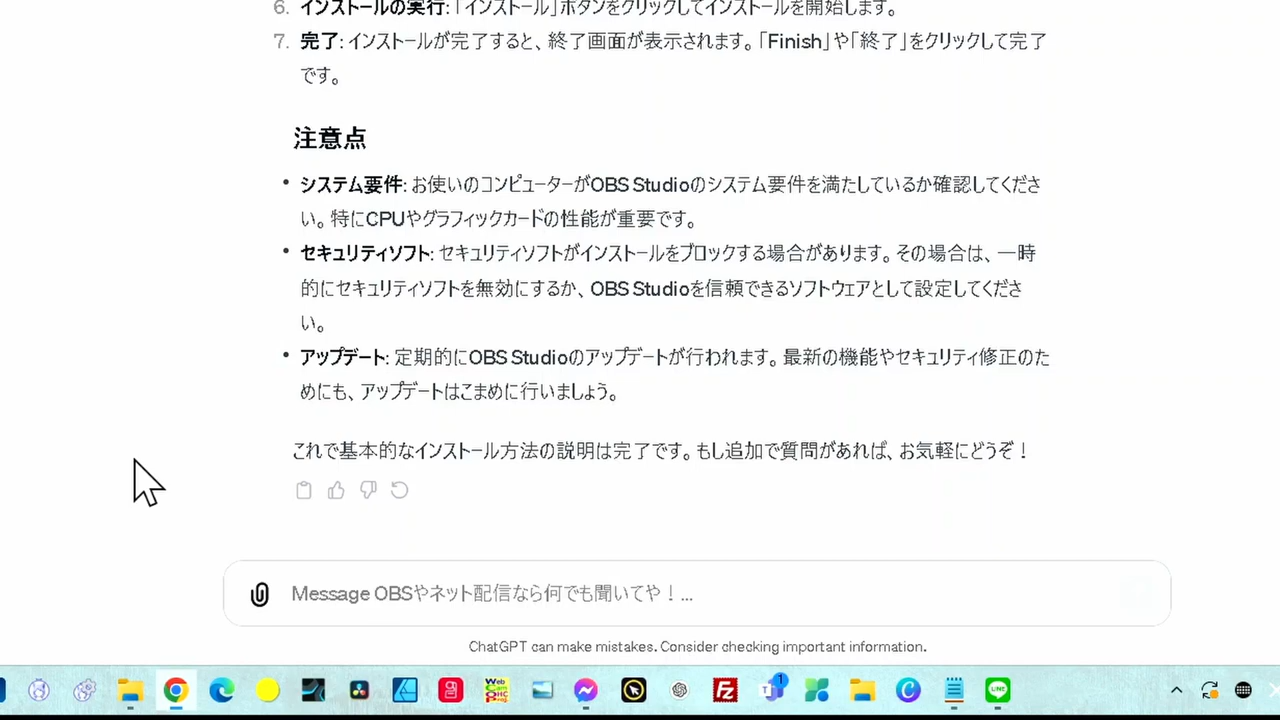 6. インストールの実行: 「インストール」ボタンをクリックしてインストールを開始します。
7. 完了: インストールが完了すると、終了画面が表示されます。「Finish」や「終了」をクリックして完了
です。
注意点
• システム要件: お使いのコンピューターがOBS Studioのシステム要件を満たしているか確認してくださ
い。特にCPUやグラフィックカードの性能が重要です。
• セキュリティソフト: セキュリティソフトがインストールをブロックする場合があります。その場合は、一時
的にセキュリティソフトを無効にするか、OBS Studioを信頼できるソフトウェアとして設定してくださ
い。
• アップデート: 定期的にOBS Studioのアップデートが行われます。最新の機能やセキュリティ修正のた
めにも、アップデートはこまめに行いましょう。
これで基本的なインストール方法の説明は完了です。もし追加で質問があれば、お気軽にどうぞ！
Message OBSやネット配信なら何でも聞いてや！...
ChatGPT can make mistakes. Consider checking important information.
1
LINE